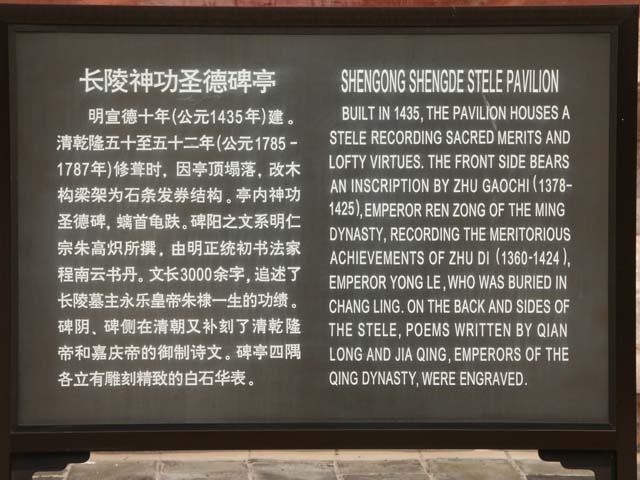 长陵神功圣德碑亭
明宣德十年(公元1435年)建。
清乾隆五十至五十二年(公元1785-
1787年)修葺时，因亭顶塌落，改木
构梁架为石条发券结构。亭内神功
圣德碑，螭首龟趺。碑阳之文系明仁
宗朱高炽所撰，由明正统初书法家
程南云书丹。文长3000余字，追述了
长陵墓主永乐皇帝朱棣一生的功绩。
碑阴、碑侧在清朝又补刻了清乾隆
帝和嘉庆帝的御制诗文。碑亭四隅
各立有雕刻精致的白石华表。
SHENGONG SHENGDE STELE PAVILION
BUILT IN 1435, THE PAVILION HOUSES A
STELE RECORDING SACRED MERITS AND
LOFTY VIRTUES. THE FRONT SIDE BEARS
AN INSCRIPTION BY ZHU GAOCHI (1378-
1425), EMPEROR REN ZONG OF THE MING
DYNASTY, RECORDING THE MERITORIOUS
ACHIEVEMENTS OF ZHU DI (1360-1424),
EMPEROR YONG LE, WHO WAS BURIED IN
CHANG LING. ON THE BACK AND SIDES OF
THE STELE, POEMS WRITTEN BY QIAN
LONG AND JIA QING, EMPERORS OF THE
QING DYNASTY, WERE ENGRAVED.